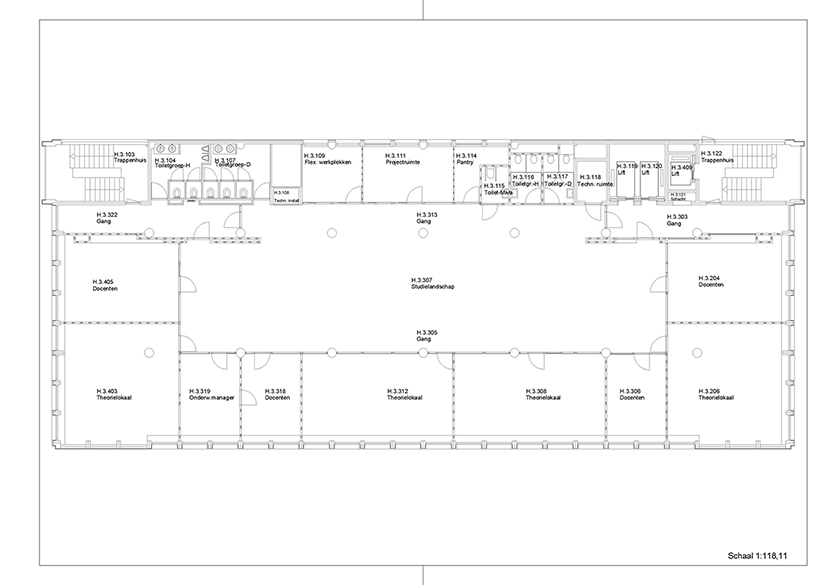 H.3.103
Trappenhuis
H.3.104
Toiletgroep-H
H.3.107
Toiletgroep-D
H.3.108
Techn. install
H.3.109
Flex. werkplekken
H.3.111
Projectruimte
H.3.114
Pantry
H.3.115
Toilet-Miva
H.3.116
Toiletgr.-H
H.3.117
Toiletgr.-D
H.3.118
Techn. ruimte
H.3.119
Lift
H.3.120
Lift
H.3.409
Lift
H.3.121
Schacht
H.3.122
Trappenhuis
H.3.322
Gang
H.3.313
Gang
H.3.303
Gang
H.3.405
Docenten
H.3.307
Studielandschap
H.3.204
Docenten
H.3.305
Gang
H.3.403
Theorielokaal
H.3.319
Onderw.manager
H.3.318
Docenten
H.3.312
Theorielokaal
H.3.308
Theorielokaal
H.3.306
Docenten
H.3.206
Theorielokaal
Schaal 1:118,11